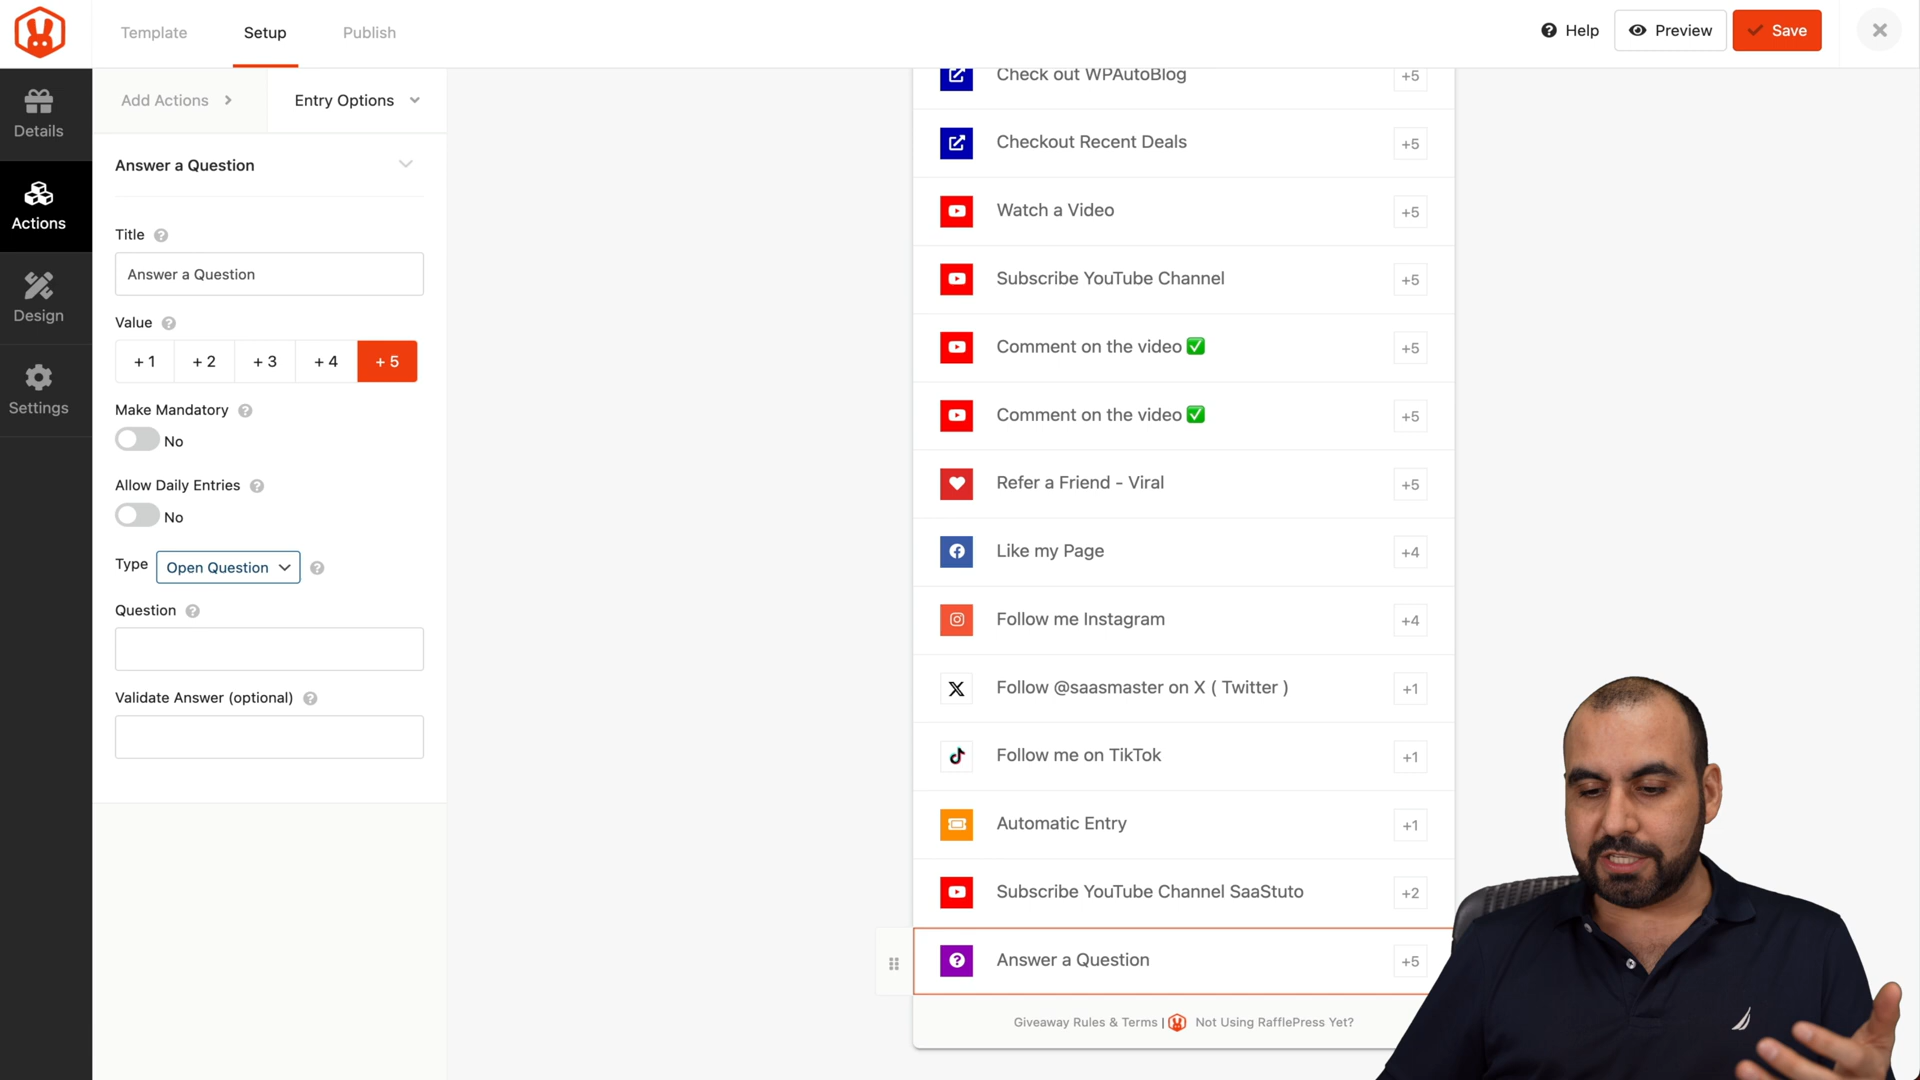 Template
Setup
Publish
Help
Preview
Save
Details
Actions
Design
Settings
Add Actions
Entry Options
Answer a Question
Title
Answer a Question
Value
+ 1
+ 2
+ 3
+ 4
+ 5
Make Mandatory
No
Allow Daily Entries
No
Type
Open Question
Question
Validate Answer (optional)
Check out WPAutoBlog +5
Checkout Recent Deals +5
Watch a Video +5
Subscribe YouTube Channel +5
Comment on the video ✅ +5
Comment on the video ✅ +5
Refer a Friend - Viral +5
Like my Page +4
Follow me Instagram +4
Follow @saasmaster on X ( Twitter ) +1
Follow me on TikTok +1
Automatic Entry +1
Subscribe YouTube Channel SaaStuto +2
Answer a Question +5
Giveaway Rules & Terms | Not Using RafflePress Yet?